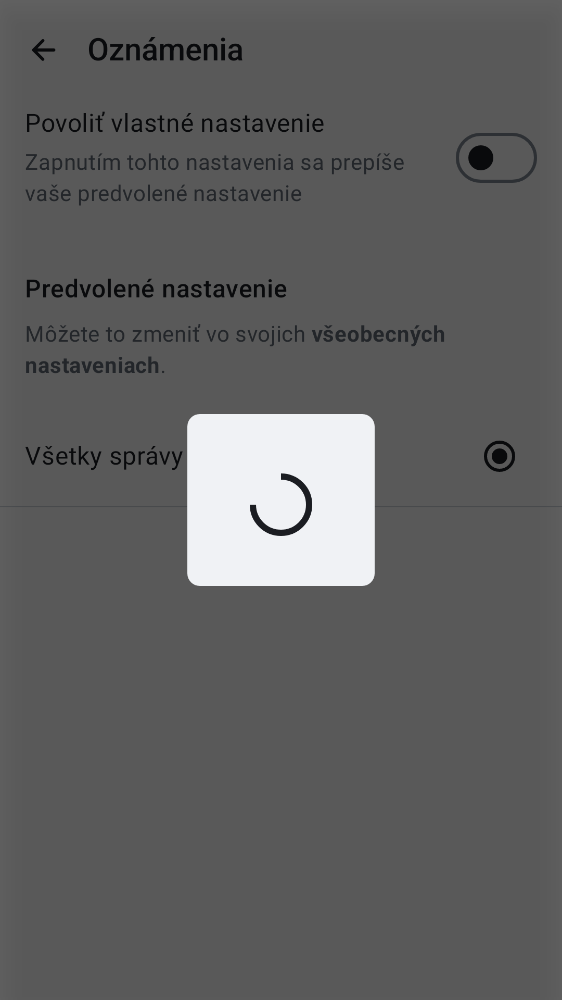 Oznámenia
Povoliť vlastné nastavenie
Zapnutím tohto nastavenia sa prepíše
vaše predvolené nastavenie
Predvolené nastavenie
Môžete to zmeniť vo svojich všeobecných
nastaveniach.
Všetky správy